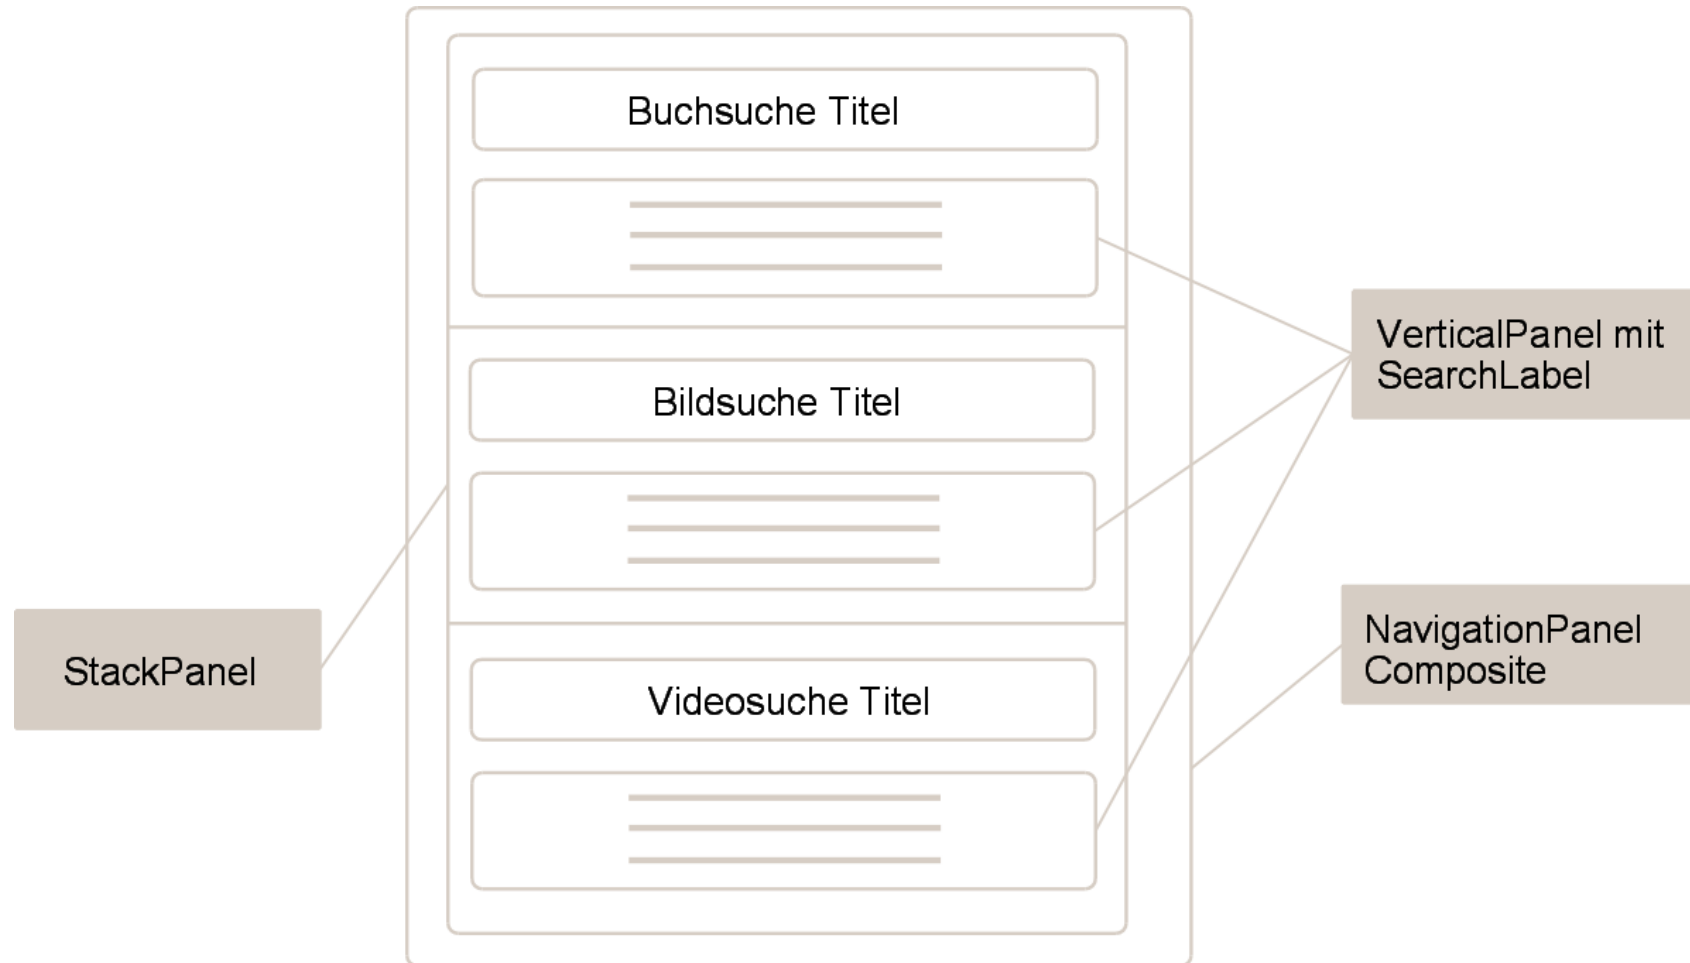 Buchsuche Titel
VerticalPanel mit
SearchLabel
Bildsuche Titel
StackPanel
NavigationPanel
Composite
Videosuche Titel